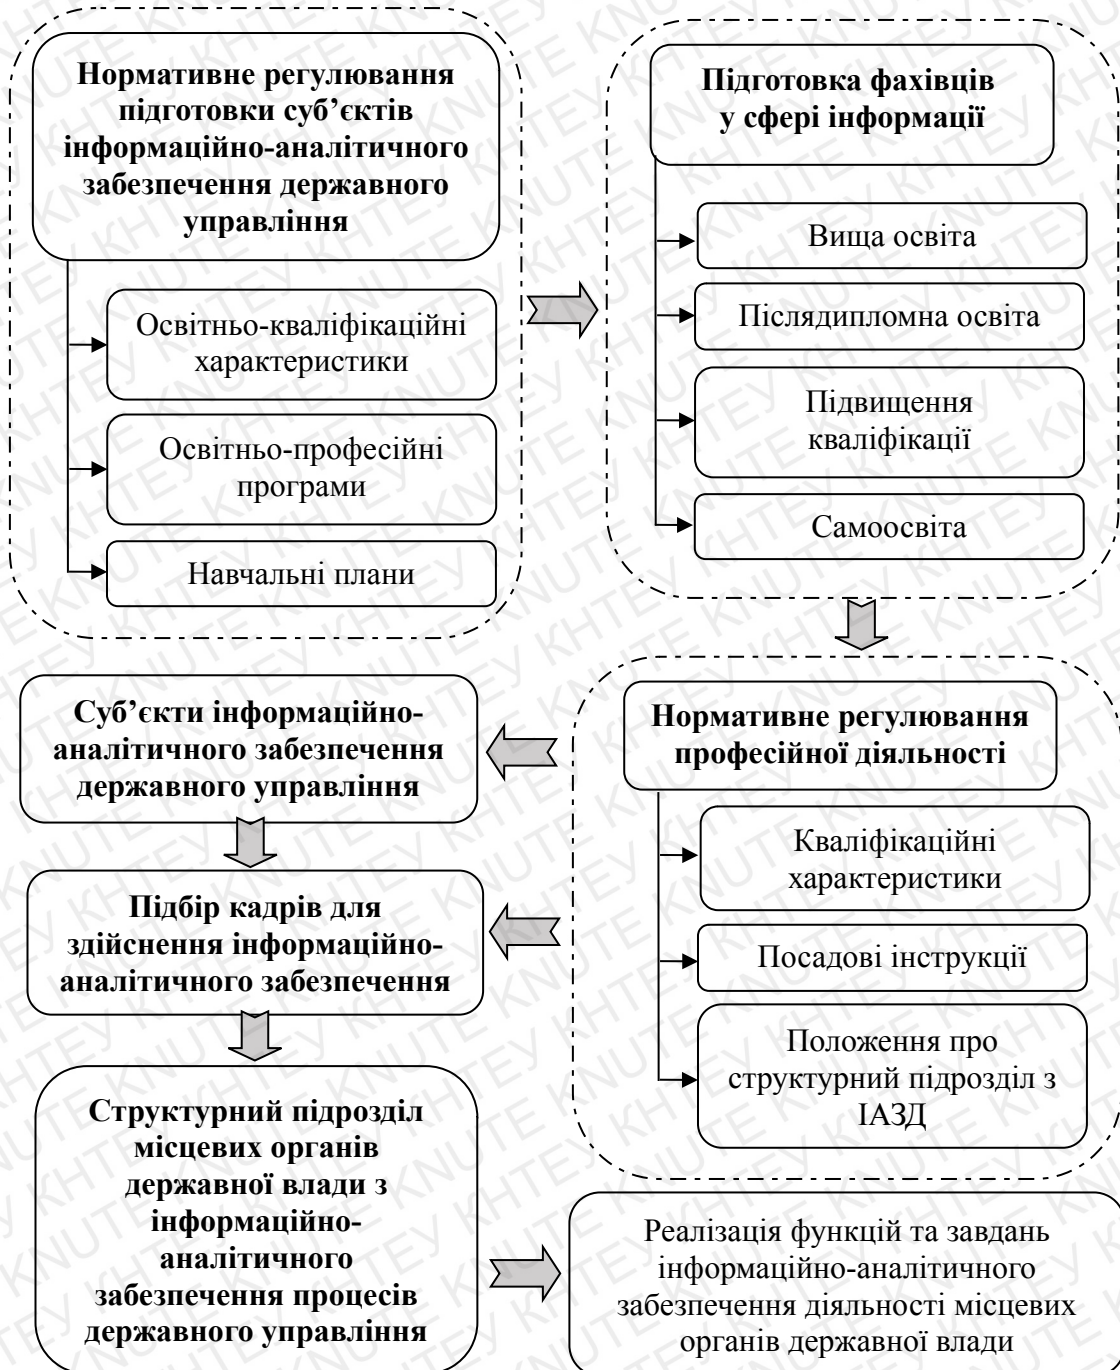 Нормативне регулювання
підготовки суб’єктів
інформаційно-аналітичного
забезпечення державного
управління
Освітньо-кваліфікаційні
характеристики
Освітньо-професійні
програми
Навчальні плани
Підготовка фахівців
у сфері інформації
Вища освіта
Післядипломна освіта
Підвищення
кваліфікації
Самоосвіта
Нормативне регулювання
професійної діяльності
Кваліфікаційні
характеристики
Посадові інструкції
Положення про
структурний підрозділ з
ІАЗД
Суб’єкти інформаційно-
аналітичного забезпечення
державного управління
Підбір кадрів для
здійснення інформаційно-
аналітичного забезпечення
Структурний підрозділ
місцевих органів
державної влади з
інформаційно-
аналітичного
забезпечення процесів
державного управління
Реалізація функцій та завдань
інформаційно-аналітичного
забезпечення діяльності місцевих
органів державної влади